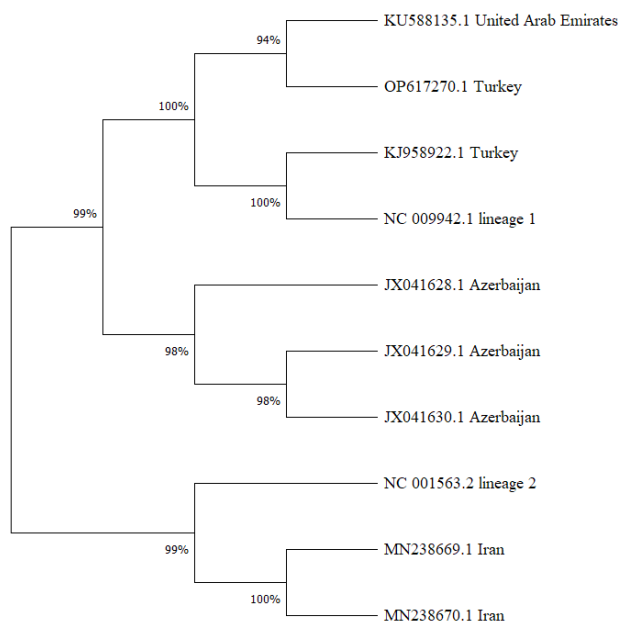 KU588135.1 United Arab Emirates
94%
OP617270.1 Turkey
100%
KJ958922.1 Turkey
100%
NC 009942.1 lineage 1
99%
JX041628.1 Azerbaijan
98%
JX041629.1 Azerbaijan
98%
JX041630.1 Azerbaijan
NC 001563.2 lineage 2
99%
MN238669.1 Iran
100%
MN238670.1 Iran